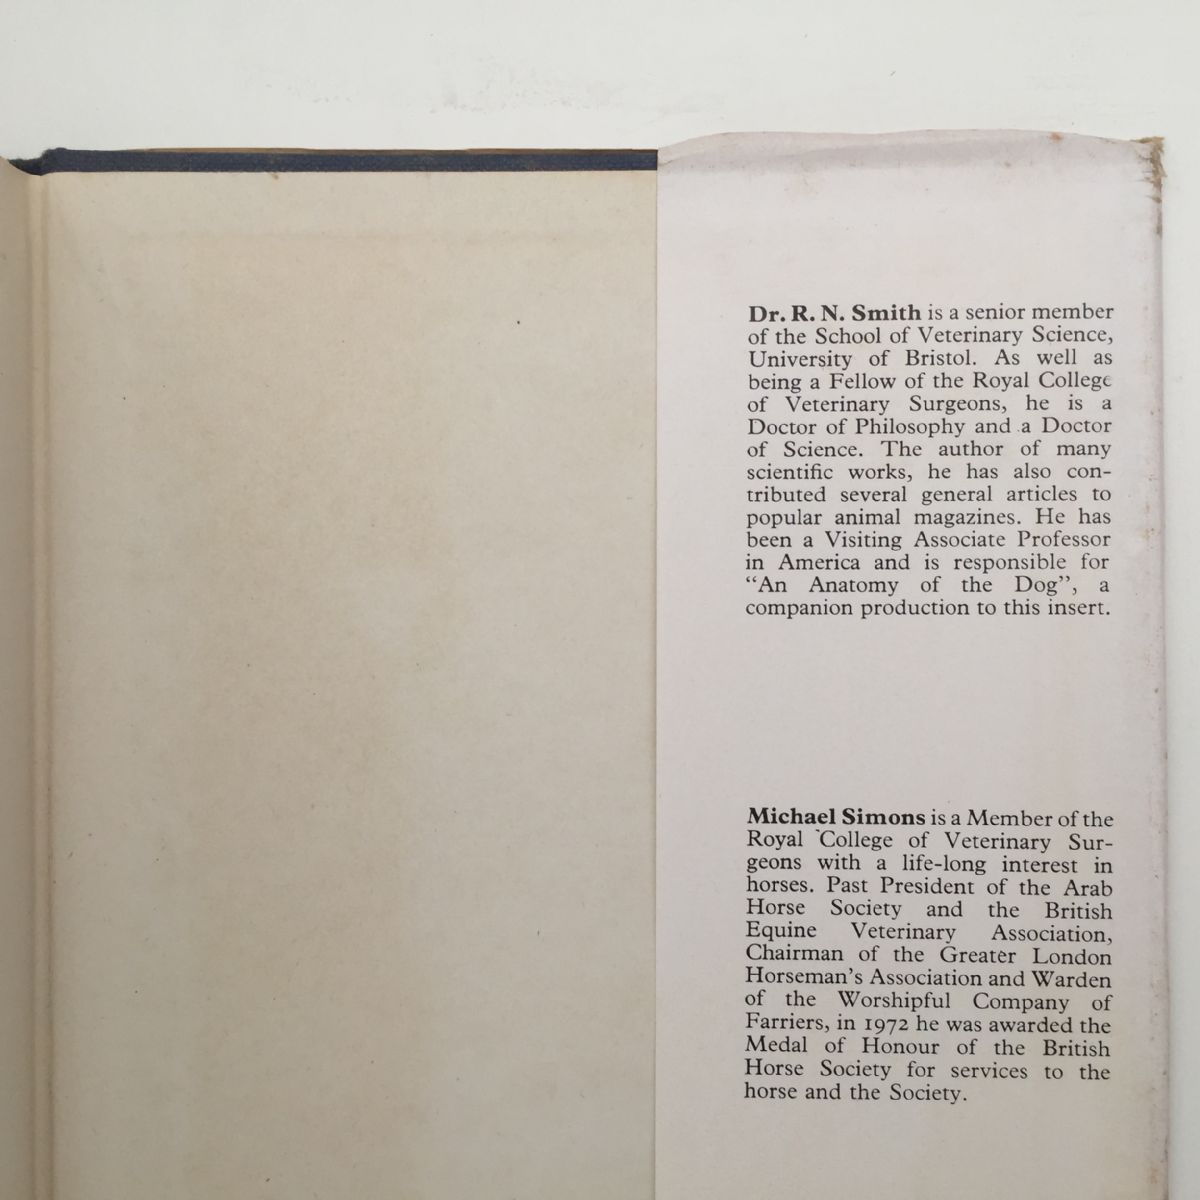 Dr. R. N. Smith is a senior member
of the School of Veterinary Science,
University of Bristol. As well as
being a Fellow of the Royal College
of Veterinary Surgeons, he is a
Doctor of Philosophy and a Doctor
of Science. The author of many
scientific works, he has also con-
tributed several general articles to
popular animal magazines. He has
been a Visiting Associate Professor
in America and is responsible for
“An Anatomy of the Dog”, a
companion production to this insert.
Michael Simons is a Member of the
Royal College of Veterinary Sur-
geons with a life-long interest in
horses. Past President of the Arab
Horse Society and the British
Equine Veterinary Association,
Chairman of the Greater London
Horseman's Association and Warden
of the Worshipful Company of
Farriers, in 1972 he was awarded the
Medal of Honour of the British
Horse Society for services to the
horse and the Society.